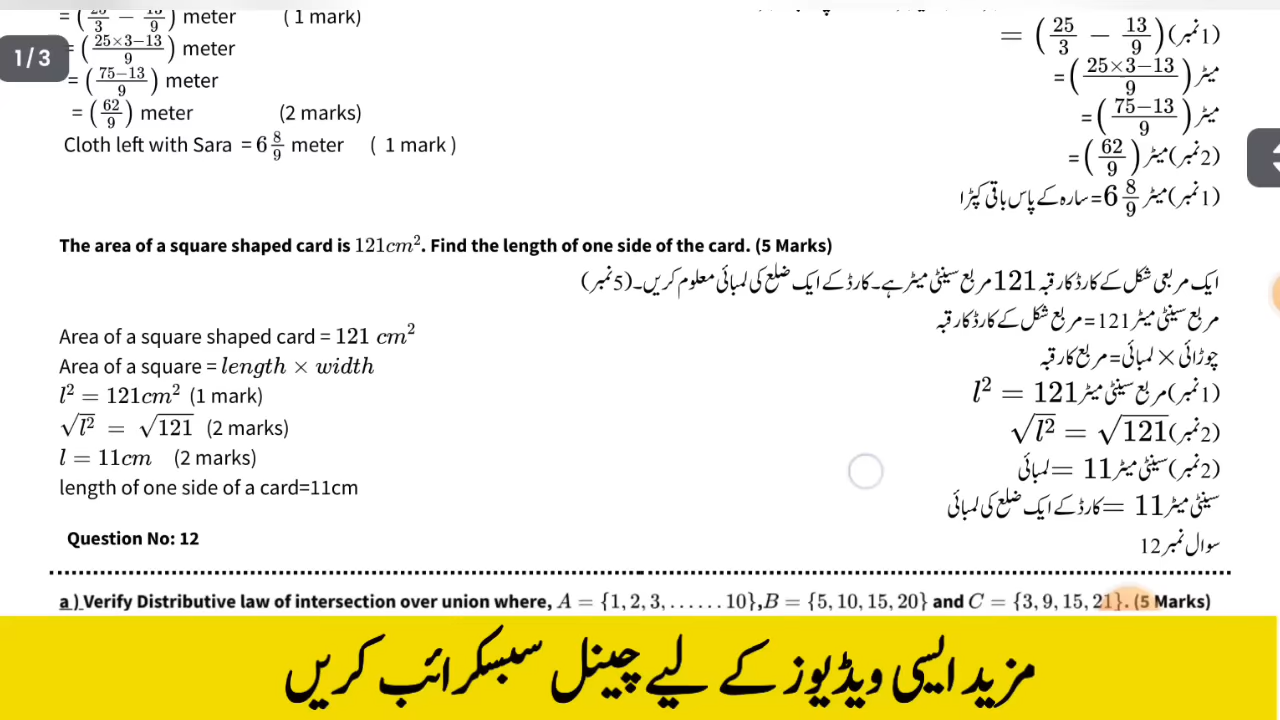 = (25/3 − 13/9) meter ( 1 mark)
= (25×3−13/9) meter
= (75−13/9) meter
= (62/9) meter (2 marks)
Cloth left with Sara = 6 8/9 meter ( 1 mark )
1/3
= (25/3 − 13/9) (1نمبر)
= (25×3−13/9) میٹر
= (75−13/9) میٹر
= (62/9) میٹر (2نمبر)
سارہ کے پاس باقی کپڑا = 6 8/9 میٹر (1نمبر)
The area of a square shaped card is 121cm². Find the length of one side of the card. (5 Marks)
ایک مربعی شکل کے کارڈ کا رقبہ 121 مربع سینٹی میٹر ہے۔ کارڈ کے ایک ضلع کی لمبائی معلوم کریں۔ (5نمبر)
Area of a square shaped card = 121 cm²
Area of a square = length × width
l² = 121cm² (1 mark)
√l² = √121 (2 marks)
l = 11cm (2 marks)
length of one side of a card=11cm
مربع شکل کے کارڈ کا رقبہ=121 مربع سینٹی میٹر
مربع کا رقبہ=لمبائی × چوڑائی
l² = 121 مربع سینٹی میٹر (1نمبر)
√l² = √121 (2نمبر)
لمبائی = 11 سینٹی میٹر (2نمبر)
کارڈ کے ایک ضلع کی لمبائی = 11 سینٹی میٹر
Question No: 12
سوال نمبر 12
a ) Verify Distributive law of intersection over union where, A = {1, 2, 3, . . . . . . 10},B = {5, 10, 15, 20} and C = {3, 9, 15, 21}. (5 Marks)
مزید ایسی ویڈیوز کے لیے چینل سبسکرائب کریں